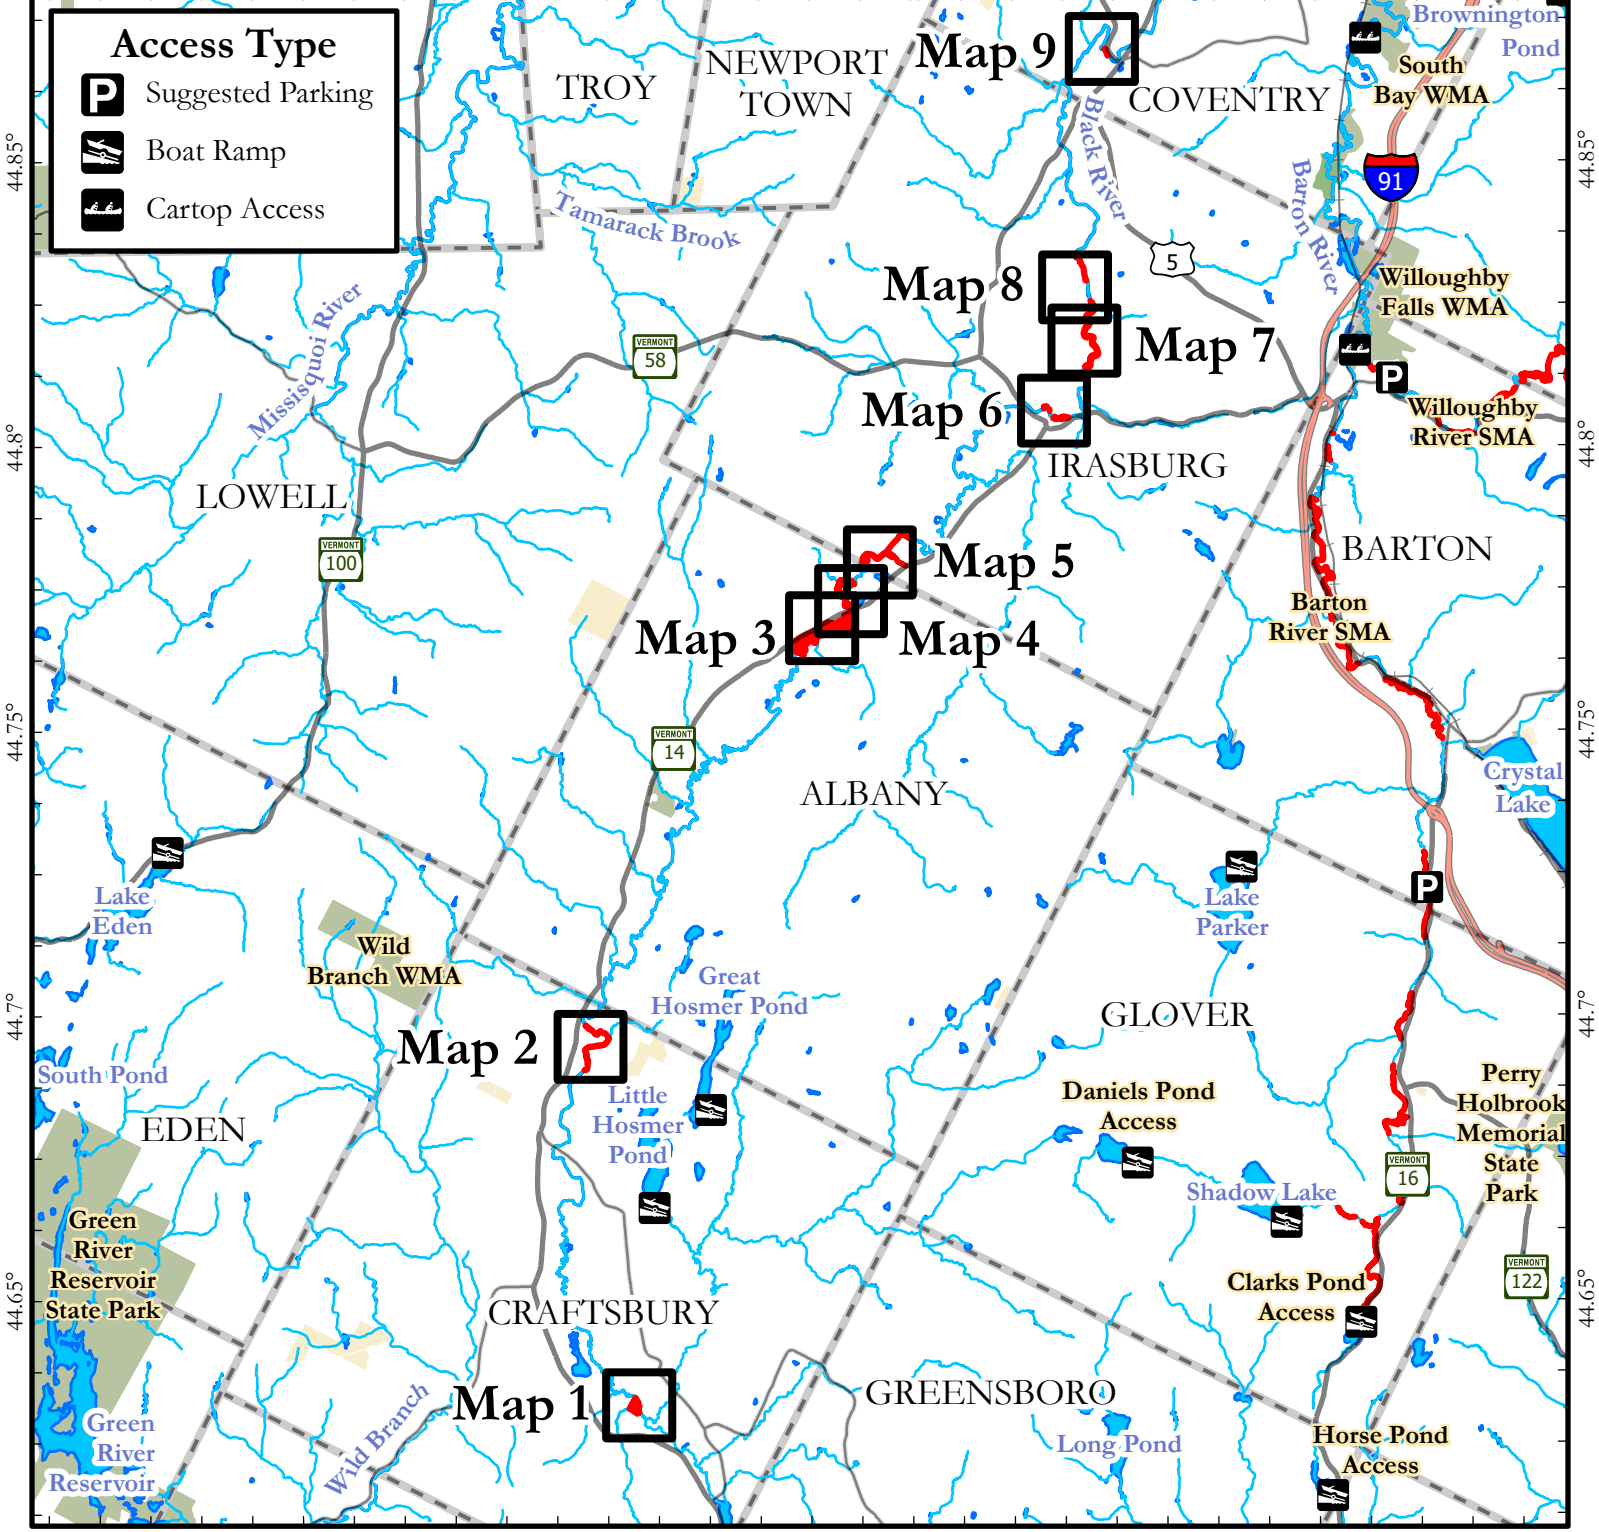 Access Type
Suggested Parking
Boat Ramp
Cartop Access
P
Brownington
Pond
South
Bay WMA
Map 9
COVENTRY
TROY
NEWPORT
TOWN
Black River
Barton River
91
44.85°
44.85°
Tamarack Brook
5
Willoughby
Falls WMA
Map 8
Map 7
Missisquoi River
VERMONT
58
P
Map 6
Willoughby
River SMA
44.8°
44.8°
IRASBURG
LOWELL
VERMONT
100
BARTON
Map 5
Barton
River SMA
Map 3
Map 4
44.75°
44.75°
VERMONT
14
ALBANY
Crystal
Lake
Lake
Eden
Lake
Parker
P
Wild
Branch WMA
Great
Hosmer Pond
44.7°
44.7°
GLOVER
Map 2
South Pond
Little
Hosmer
Pond
Daniels Pond
Access
Perry
Holbrook
Memorial
State
Park
EDEN
VERMONT
16
Shadow Lake
Green
River
Reservoir
State Park
VERMONT
122
44.65°
44.65°
Clarks Pond
Access
CRAFTSBURY
Map 1
GREENSBORO
Wild Branch
Green
River
Reservoir
Long Pond
Horse Pond
Access